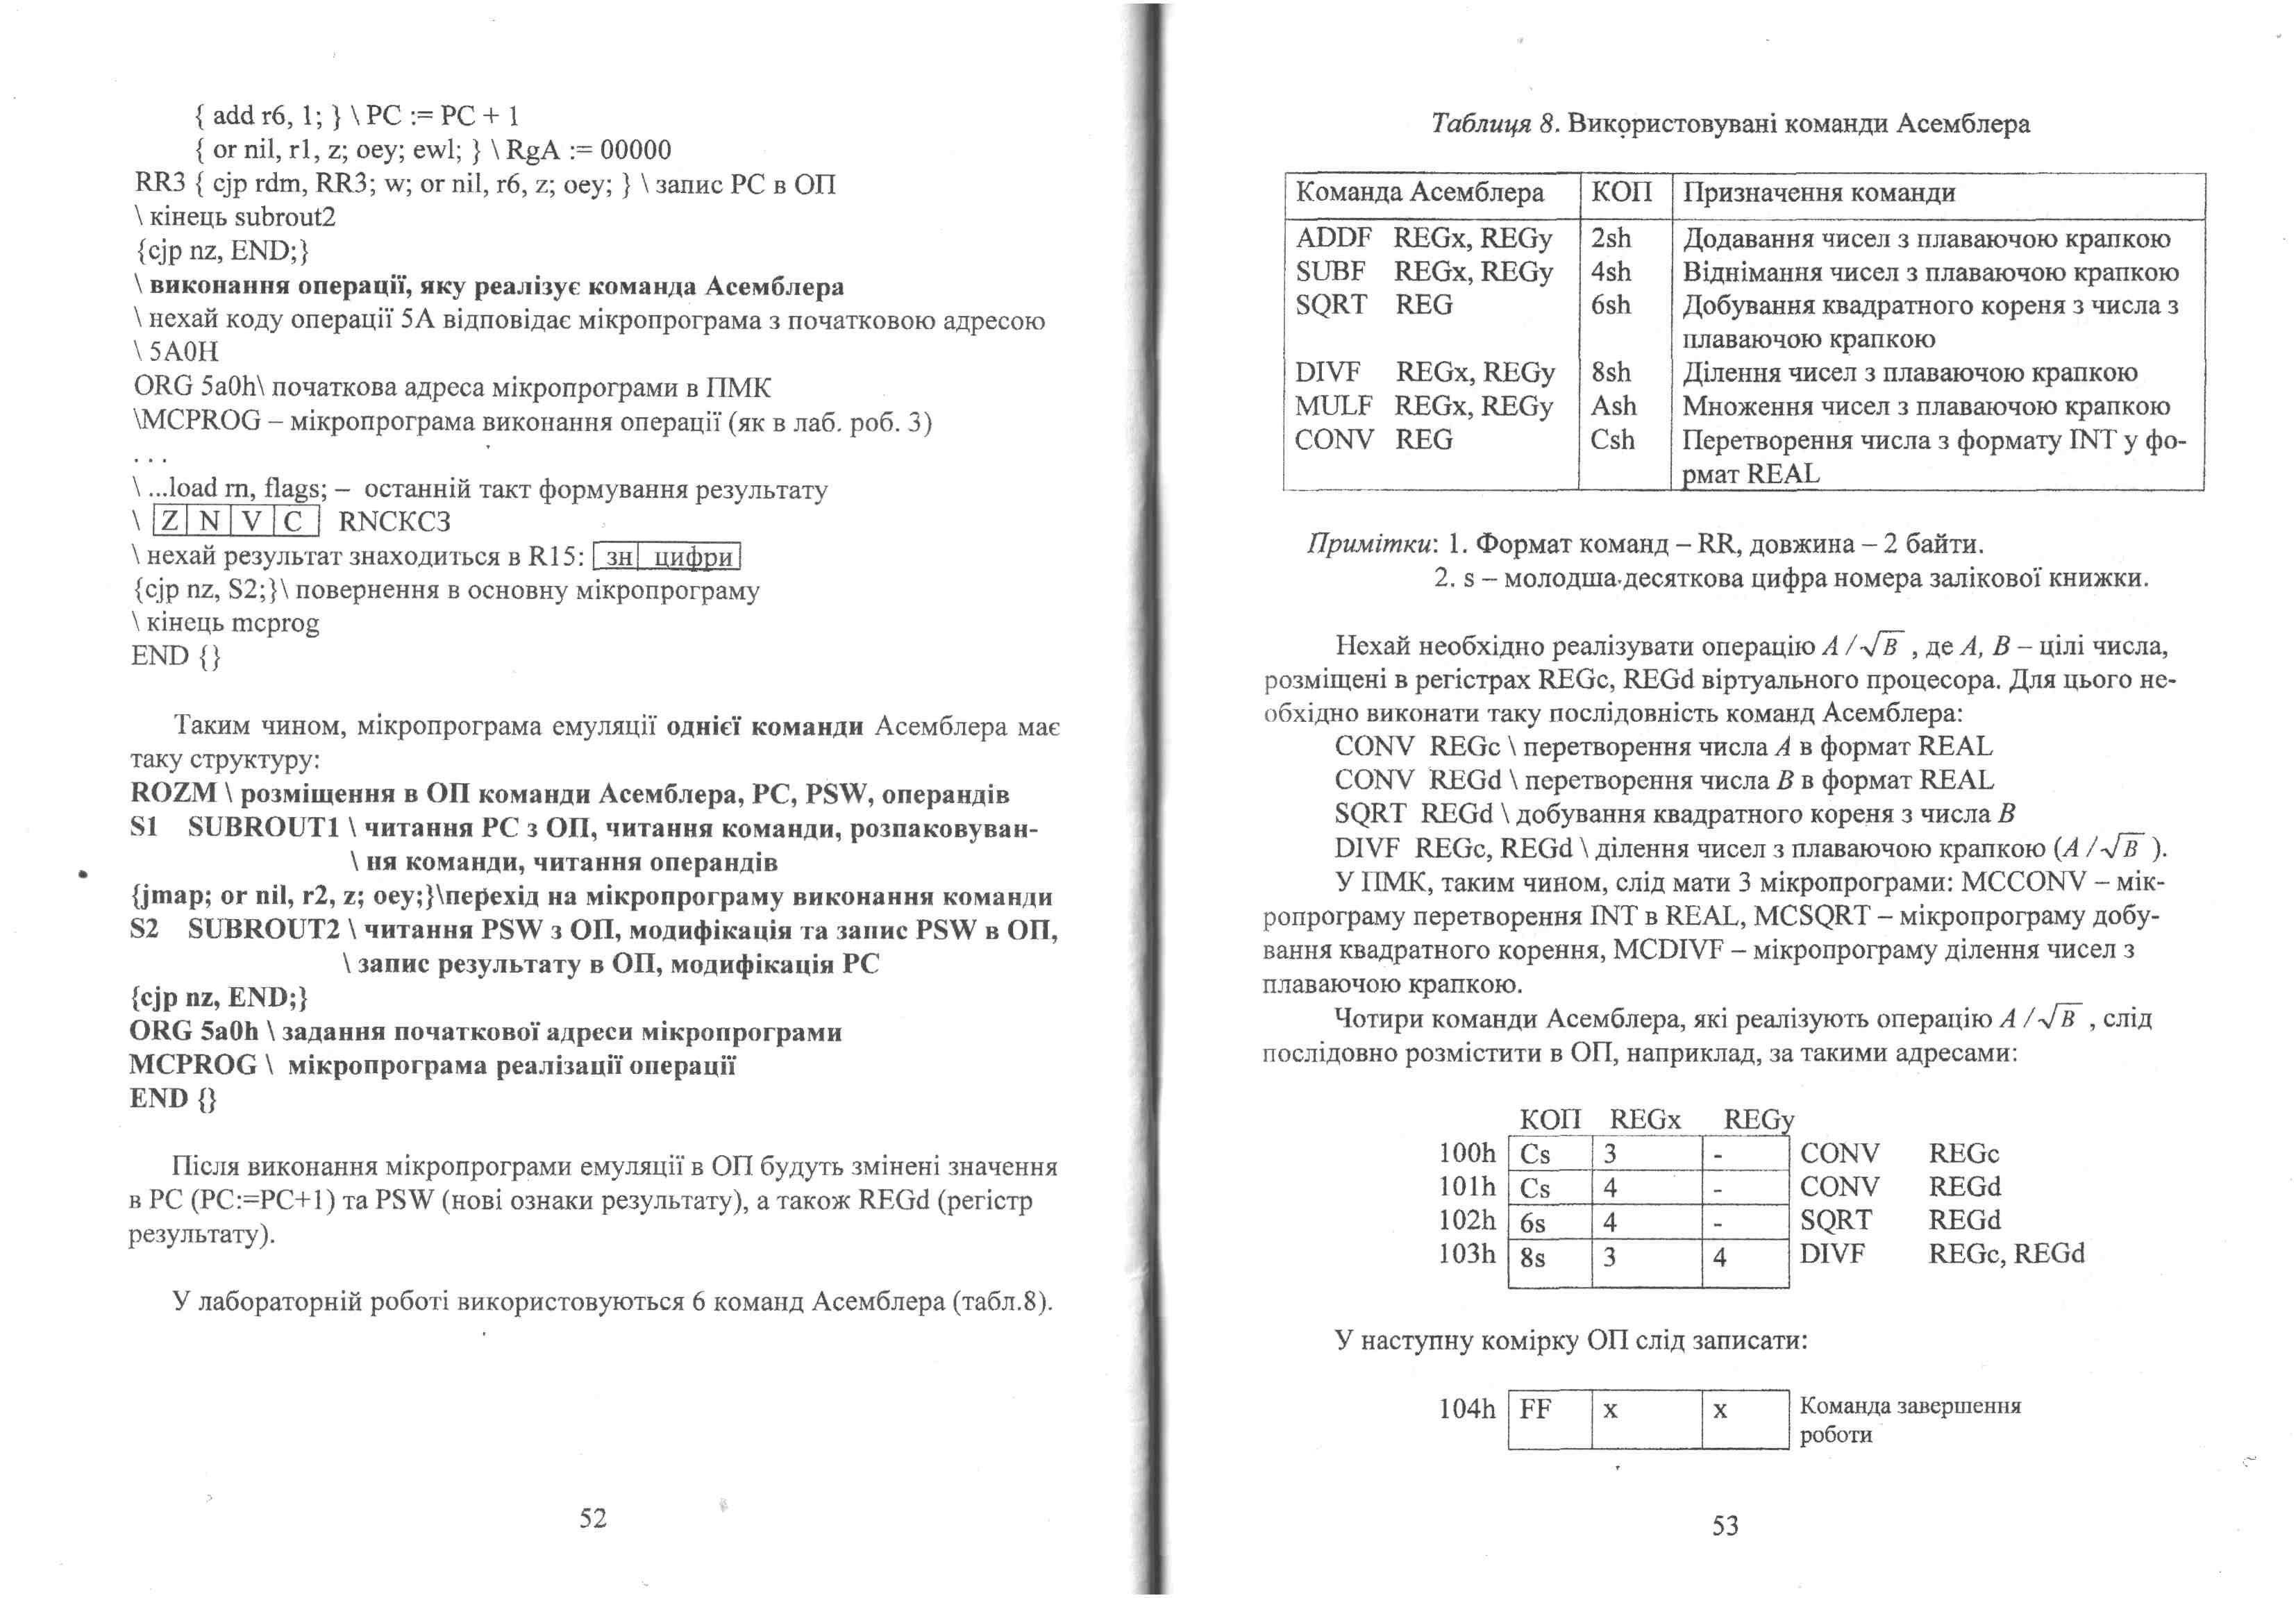 { add r6, 1; } \ PC := PC + 1
{ or nil, r1, z; oey; ewl; } \ RgA := 00000
RR3 { cjp rdm, RR3; w; or nil, r6, z; oey; } \ запис PC в ОП
\ кінець subrout2
{cjp nz, END;}
\ виконання операції, яку реалізує команда Асемблера
\ нехай коду операції 5A відповідає мікропрограма з початковою адресою
\ 5A0H
ORG 5a0h\ початкова адреса мікропрограми в ПМК
\MCPROG – мікропрограма виконання операції (як в лаб. роб. 3)
. . .
\ ...load rn, flags; – останній такт формування результату
\ Z N V C RNСКСЗ
\ нехай результат знаходиться в R15: зн цифри
{cjp nz, S2;}\ повернення в основну мікропрограму
\ кінець mcprog
END {}
Таким чином, мікропрограма емуляції однієї команди Асемблера має
таку структуру:
ROZM \ розміщення в ОП команди Асемблера, PC, PSW, операндів
S1 SUBROUT1 \ читання PC з ОП, читання команди, розпаковуван-
\ ня команди, читання операндів
{jmap; or nil, r2, z; oey;}\перехід на мікропрограму виконання команди
S2 SUBROUT2 \ читання PSW з ОП, модифікація та запис PSW в ОП,
\ запис результату в ОП, модифікація PC
{cjp nz, END;}
ORG 5a0h \ задання початкової адреси мікропрограми
MCPROG \ мікропрограма реалізації операції
END {}
Після виконання мікропрограми емуляції в ОП будуть змінені значення
в PC (PC:=PC+1) та PSW (нові ознаки результату), а також REGd (регістр
результату).
У лабораторній роботі використовуються 6 команд Асемблера (табл.8).
52
Таблиця 8. Використовувані команди Асемблера
Команда Асемблера КОП Призначення команди
ADDF REGx, REGy 2sh Додавання чисел з плаваючою крапкою
SUBF REGx, REGy 4sh Віднімання чисел з плаваючою крапкою
SQRT REG 6sh Добування квадратного кореня з числа з
плаваючою крапкою
DIVF REGx, REGy 8sh Ділення чисел з плаваючою крапкою
MULF REGx, REGy Ash Множення чисел з плаваючою крапкою
CONV REG Csh Перетворення числа з формату INT у фо-
рмат REAL
Примітки: 1. Формат команд – RR, довжина – 2 байти.
2. s – молодша десяткова цифра номера залікової книжки.
Нехай необхідно реалізувати операцію A /√B , де A, B – цілі числа,
розміщені в регістрах REGc, REGd віртуального процесора. Для цього не-
обхідно виконати таку послідовність команд Асемблера:
CONV REGc \ перетворення числа A в формат REAL
CONV REGd \ перетворення числа B в формат REAL
SQRT REGd \ добування квадратного кореня з числа B
DIVF REGc, REGd \ ділення чисел з плаваючою крапкою (A /√B ).
У ПМК, таким чином, слід мати 3 мікропрограми: MCCONV – мік-
ропрограму перетворення INT в REAL, MCSQRT – мікропрограму добу-
вання квадратного корення, MCDIVF – мікропрограму ділення чисел з
плаваючою крапкою.
Чотири команди Асемблера, які реалізують операцію A /√B , слід
послідовно розмістити в ОП, наприклад, за такими адресами:
КОП REGx REGy
100h Cs 3 - CONV REGc
101h Cs 4 - CONV REGd
102h 6s 4 - SQRT REGd
103h 8s 3 4 DIVF REGc, REGd
У наступну комірку ОП слід записати:
104h FF x x Команда завершення
роботи
53